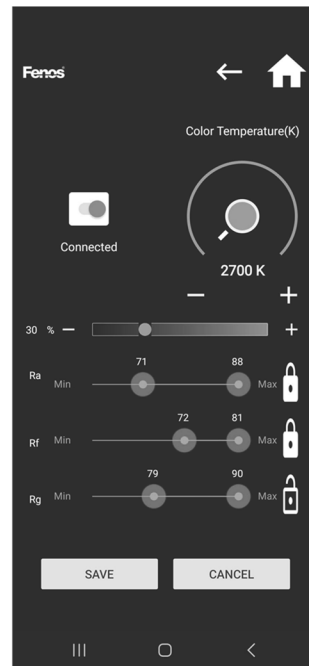 Fenos
Color Temperature(K)
Connected
2700 K
30 %
71 88
Ra Min Max
72 81
Rf Min Max
79 90
Rg Min Max
SAVE CANCEL